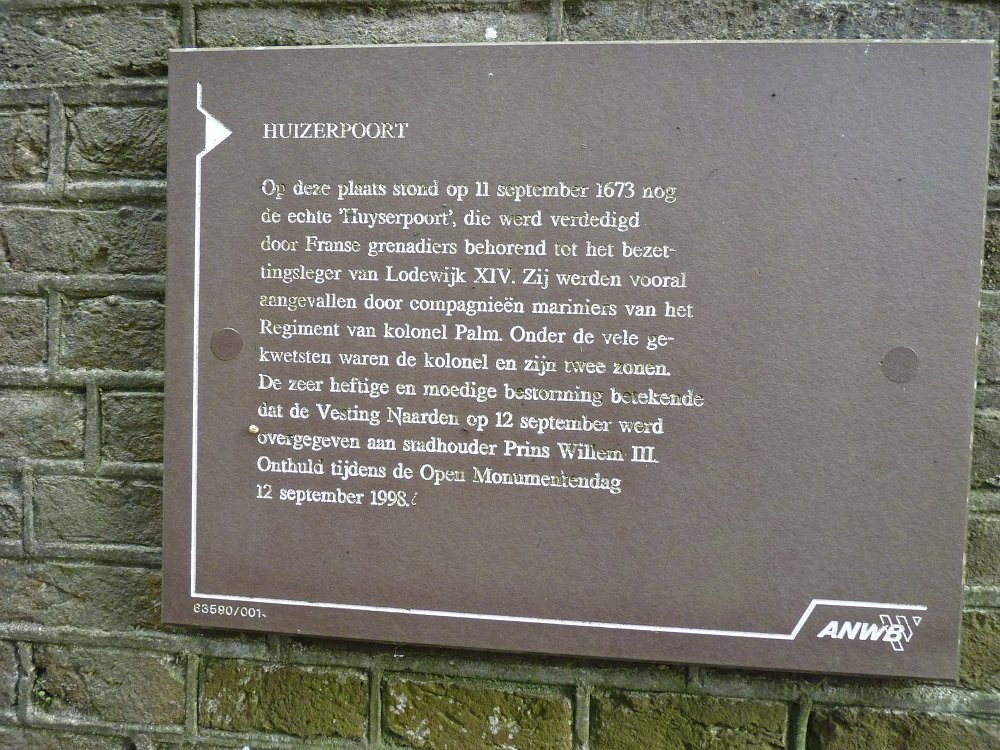 HUIZERPOORT
Op deze plaats stond op 11 september 1673 nog
de echte 'Huyserpoort', die werd verdedigd
door Franse grenadiers behorend tot het bezet-
tingsleger van Lodewijk XIV. Zij werden vooral
aangevallen door compagnieën mariniers van het
Regiment van kolonel Palm. Onder de vele ge-
kwetsten waren de kolonel en zijn twee zonen.
De zeer heftige en moedige bestorming betekende
dat de Vesting Naarden op 12 september werd
overgegeven aan stadhouder Prins Willem III.
Onthuld tijdens de Open Monumentendag
12 september 1998.
63590/001
ANWB